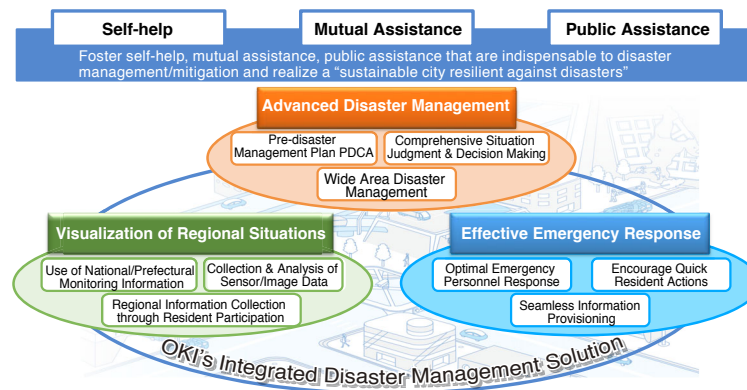 Self-help
Mutual Assistance
Public Assistance
Foster self-help, mutual assistance, public assistance that are indispensable to disaster
management/mitigation and realize a “sustainable city resilient against disasters”
Advanced Disaster Management
Pre-disaster
Management Plan PDCA
Comprehensive Situation
Judgment & Decision Making
Wide Area Disaster
Management
Visualization of Regional Situations
Use of National/Prefectural
Monitoring Information
Collection & Analysis of
Sensor/Image Data
Regional Information Collection
through Resident Participation
Effective Emergency Response
Optimal Emergency
Personnel Response
Encourage Quick
Resident Actions
Seamless Information
Provisioning
OKI's Integrated Disaster Management Solution